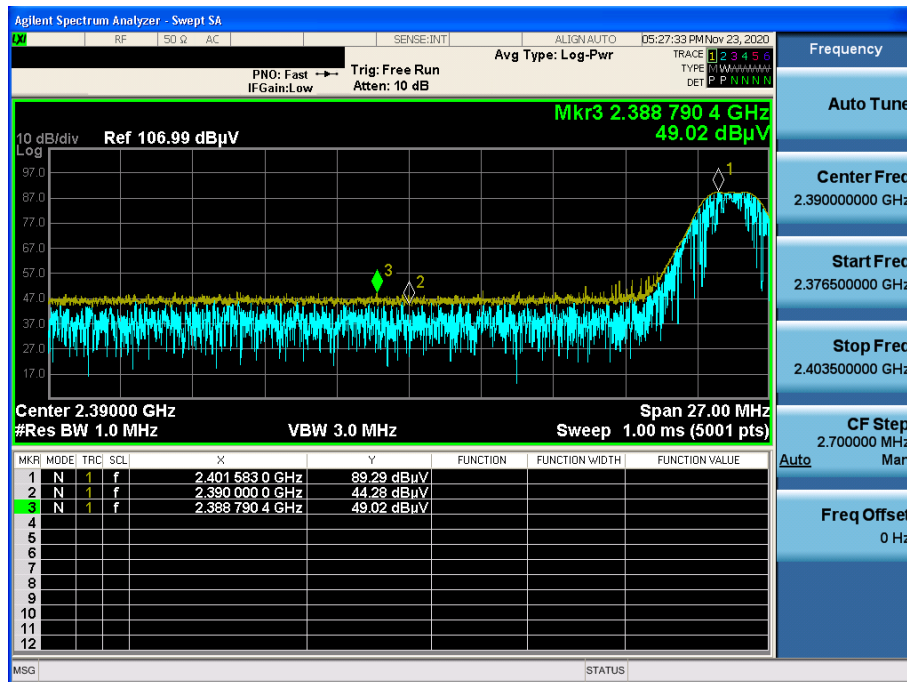 Agilent Spectrum Analyzer - Swept SA
LXI RF 50 Ω AC SENSE:INT ALIGN AUTO 05:27:33 PM Nov 23, 2020
Frequency
Avg Type: Log-Pwr
TRACE 1 2 3 4 5 6
PNO: Fast Trig: Free Run
TYPE M WWWWW
IFGain:Low Atten: 10 dB
DET P P N N N N
Auto Tune
Mkr3 2.388 790 4 GHz
49.02 dBµV
10 dB/div Ref 106.99 dBµV
Log
97.0
87.0
77.0
67.0
57.0
47.0
37.0
27.0
17.0
1
2
3
Center Freq
2.390000000 GHz
Start Freq
2.376500000 GHz
Stop Freq
2.403500000 GHz
Center 2.39000 GHz Span 27.00 MHz
#Res BW 1.0 MHz VBW 3.0 MHz Sweep 1.00 ms (5001 pts)
CF Step
2.700000 MHz
Auto Man
Freq Offset
0 Hz
MKR MODE TRC SCL X Y FUNCTION FUNCTION WIDTH FUNCTION VALUE
1 N 1 f 2.401 583 0 GHz 89.29 dBµV
2 N 1 f 2.390 000 0 GHz 44.28 dBµV
3 N 1 f 2.388 790 4 GHz 49.02 dBµV
4
5
6
7
8
9
10
11
12
MSG STATUS